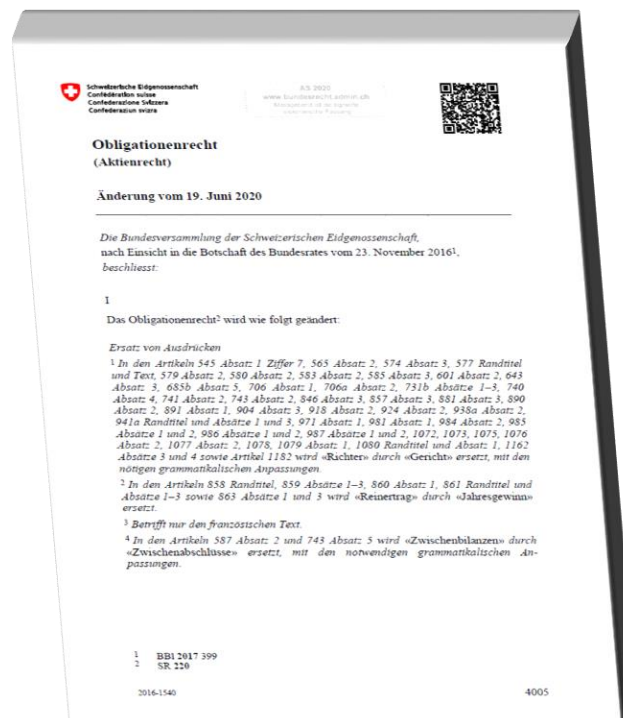 Schweizerische Eidgenossenschaft
Confédération suisse
Confederazione Svizzera
Confederaziun svizra
AS 2020
www.bundesrecht.admin.ch
Obligationenrecht
(Aktienrecht)
Änderung vom 19. Juni 2020
Die Bundesversammlung der Schweizerischen Eidgenossenschaft,
nach Einsicht in die Botschaft des Bundesrates vom 23. November 2016¹,
beschliesst:
I
Das Obligationenrecht² wird wie folgt geändert:
Ersatz von Ausdrücken
¹ In den Artikeln 545 Absatz 1 Ziffer 7, 565 Absatz 2, 574 Absatz 3, 577 Randtitel
und Text, 579 Absatz 2, 580 Absatz 2, 583 Absatz 2, 585 Absatz 3, 601 Absatz 2, 643
Absatz 3, 685b Absatz 5, 706 Absatz 1, 706a Absatz 2, 731b Absätze 1–3, 740
Absatz 4, 741 Absatz 2, 743 Absatz 2, 846 Absatz 3, 857 Absatz 3, 881 Absatz 3, 890
Absatz 2, 891 Absatz 1, 904 Absatz 3, 918 Absatz 2, 924 Absatz 2, 938a Absatz 2,
941a Randtitel und Absätze 1 und 3, 971 Absatz 1, 981 Absatz 1, 984 Absatz 2, 985
Absätze 1 und 2, 986 Absätze 1 und 2, 987 Absätze 1 und 2, 1072, 1073, 1075, 1076
Absatz 2, 1077 Absatz 2, 1078, 1079 Absatz 1, 1080 Randtitel und Absatz 1, 1162
Absätze 3 und 4 sowie Artikel 1182 wird «Richter» durch «Gericht» ersetzt, mit den
nötigen grammatikalischen Anpassungen.
² In den Artikeln 858 Randtitel, 859 Absätze 1–3, 860 Absatz 1, 861 Randtitel und
Absätze 1–3 sowie 863 Absätze 1 und 3 wird «Reinertrag» durch «Jahresgewinn»
ersetzt.
³ Betrifft nur den französischen Text.
⁴ In den Artikeln 587 Absatz 2 und 743 Absatz 5 wird «Zwischenbilanzen» durch
«Zwischenabschlüsse» ersetzt, mit den notwendigen grammatikalischen An-
passungen.
1 BBl 2017 399
2 SR 220
2016-1540 4005